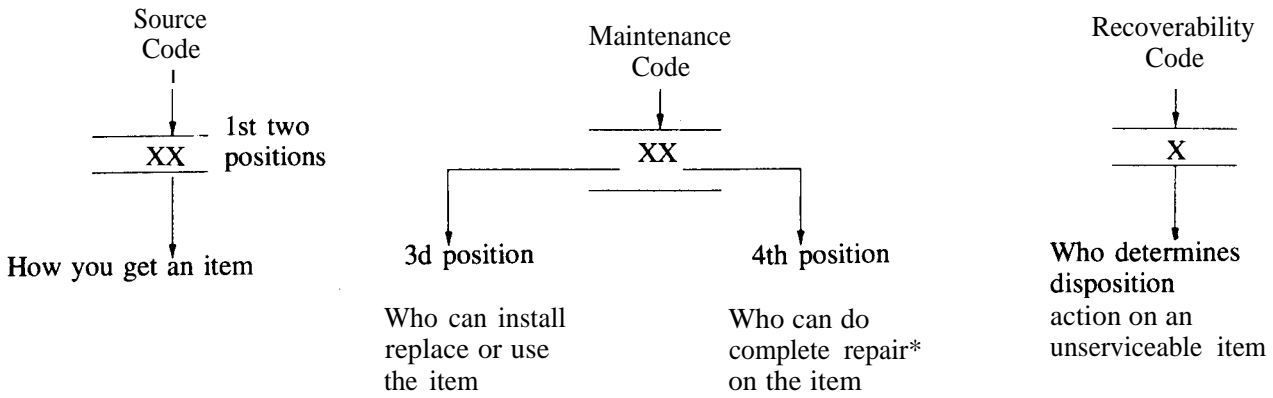 Source
Code
1st two
XX positions
How you get an item
Maintenance
Code
XX
3d position
Who can install
replace or use
the item
4th position
Who can do
complete repair*
on the item
Recoverability
Code
X
Who determines
disposition
action on an
unserviceable item